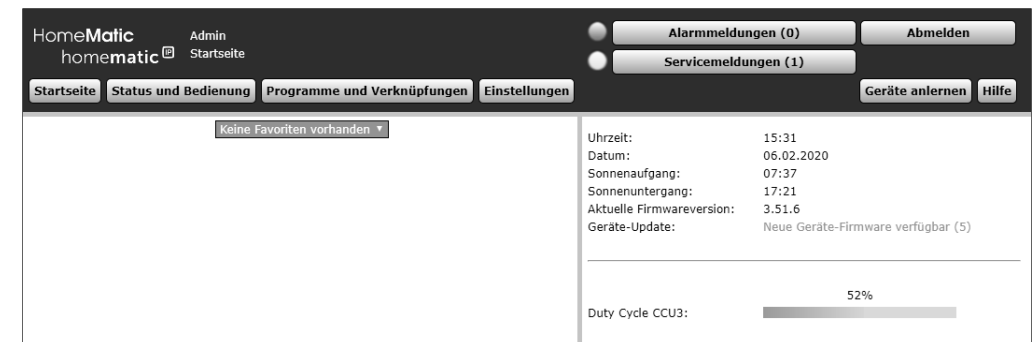 HomeMatic
homematic IP
Admin
Startseite
Alarmmeldungen (0)
Abmelden
Servicemeldungen (1)
Startseite Status und Bedienung Programme und Verknüpfungen Einstellungen
Geräte anlernen Hilfe
Keine Favoriten vorhanden
Uhrzeit: 15:31
Datum: 06.02.2020
Sonnenaufgang: 07:37
Sonnenuntergang: 17:21
Aktuelle Firmwareversion: 3.51.6
Geräte-Update: Neue Geräte-Firmware verfügbar (5)
52%
Duty Cycle CCU3: